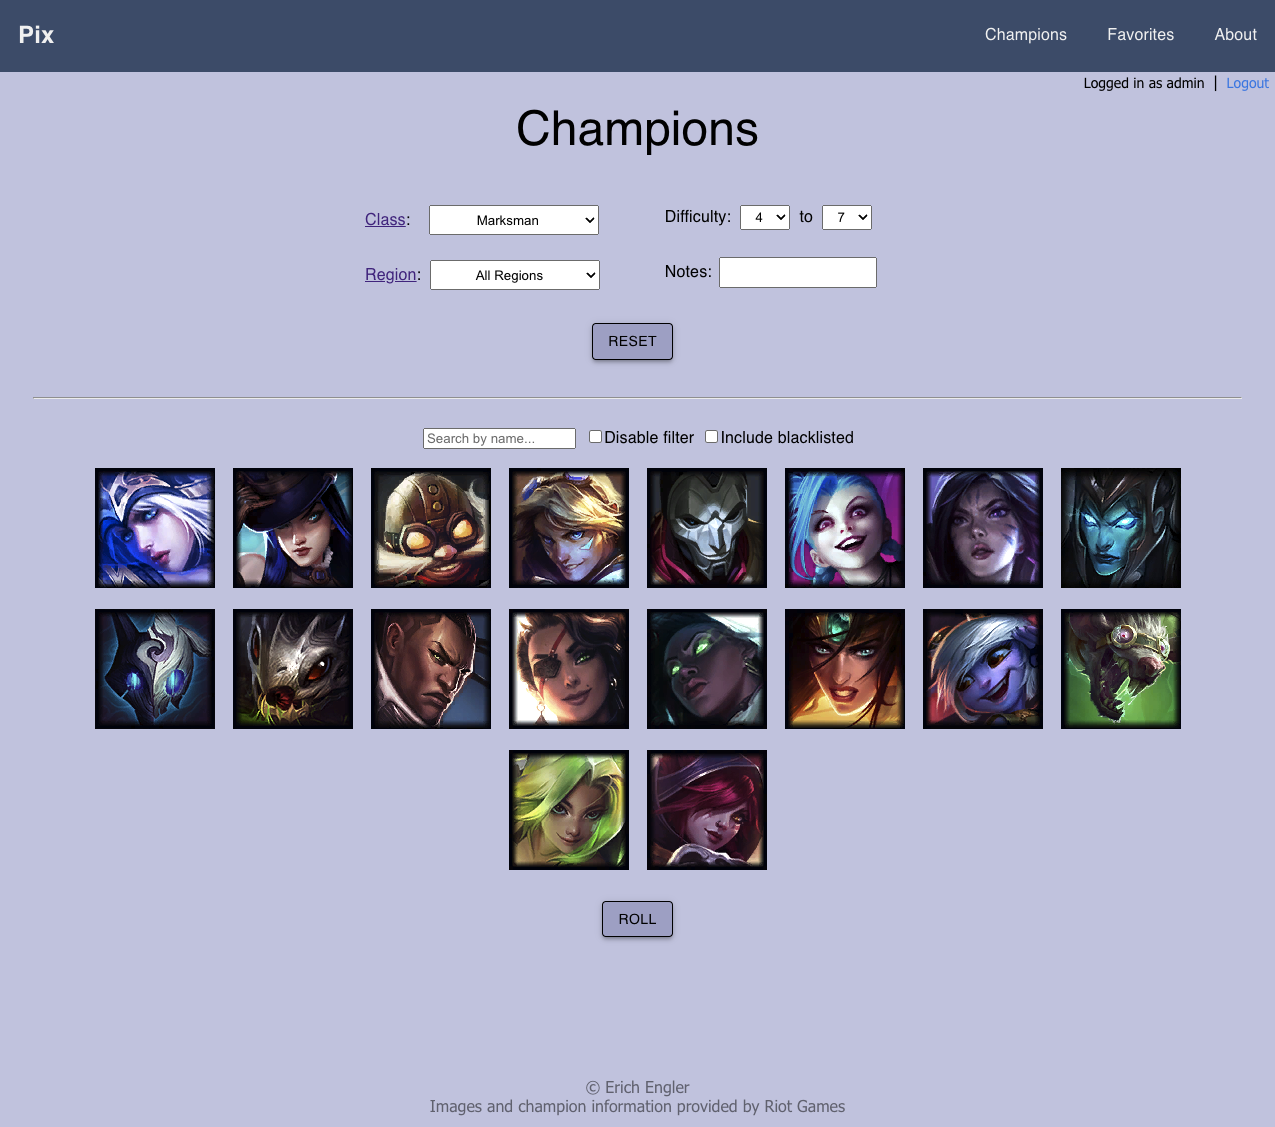 Pix
Champions Favorites About
Logged in as admin | Logout
Champions
Class: Marksman Difficulty: 4 to 7
Region: All Regions Notes:
RESET
Search by name... Disable filter Include blacklisted
ROLL
© Erich Engler
Images and champion information provided by Riot Games